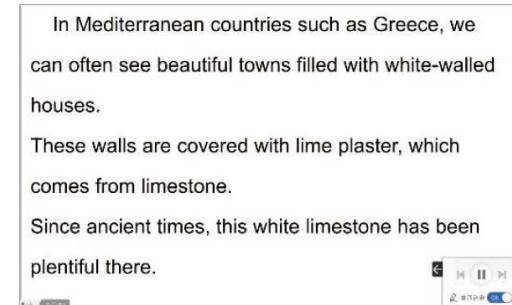 In Mediterranean countries such as Greece, we
can often see beautiful towns filled with white-walled
houses.
These walls are covered with lime plaster, which
comes from limestone.
Since ancient times, this white limestone has been
plentiful there.